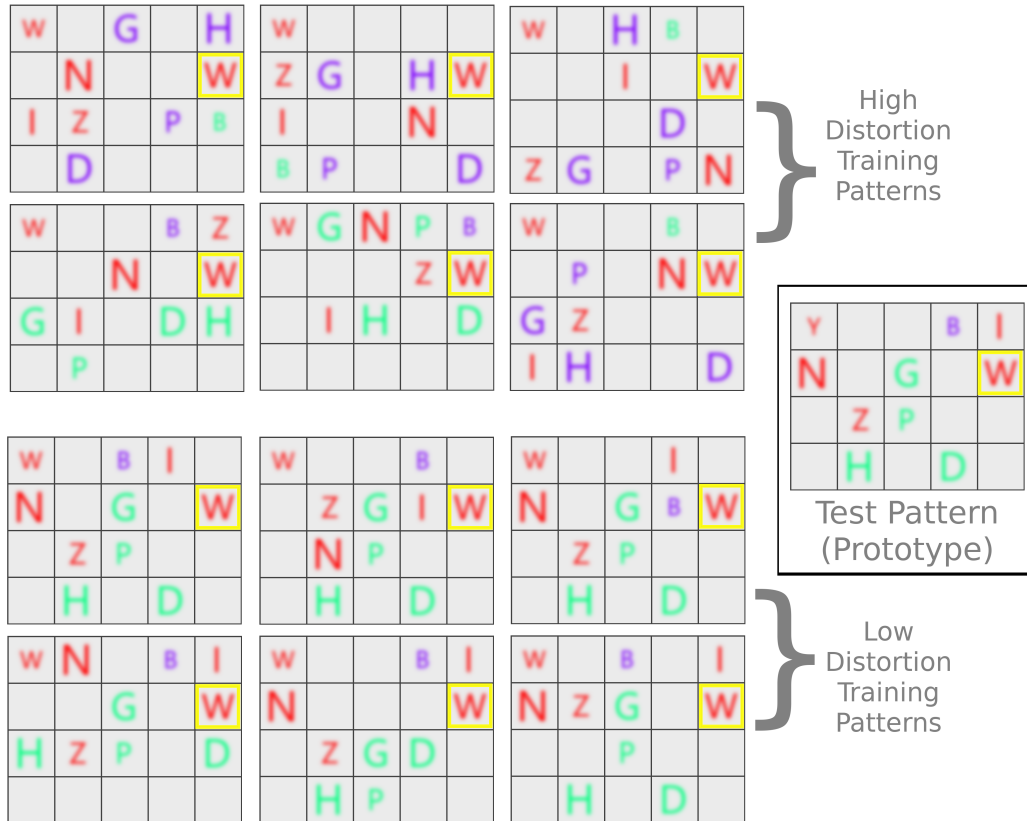 W G H
N W
I Z P B
D
W
Z G H W
I N
B P D
W H B
I W
D
Z G P N
High
Distortion
Training
Patterns
W B Z
N W
G I D H
P
W G N P B
Z W
I H D
W B
P N W
G Z
I H D
Y B I
N G W
Z P
H D
Test Pattern
(Prototype)
W B I
N G W
Z P
H D
W B
Z G I W
N P
H D
W I
N G B W
Z P
H D
Low
Distortion
Training
Patterns
W N B I
G W
H Z P D
W B I
N W
Z G D
H P
W B I
N Z G W
P
H D